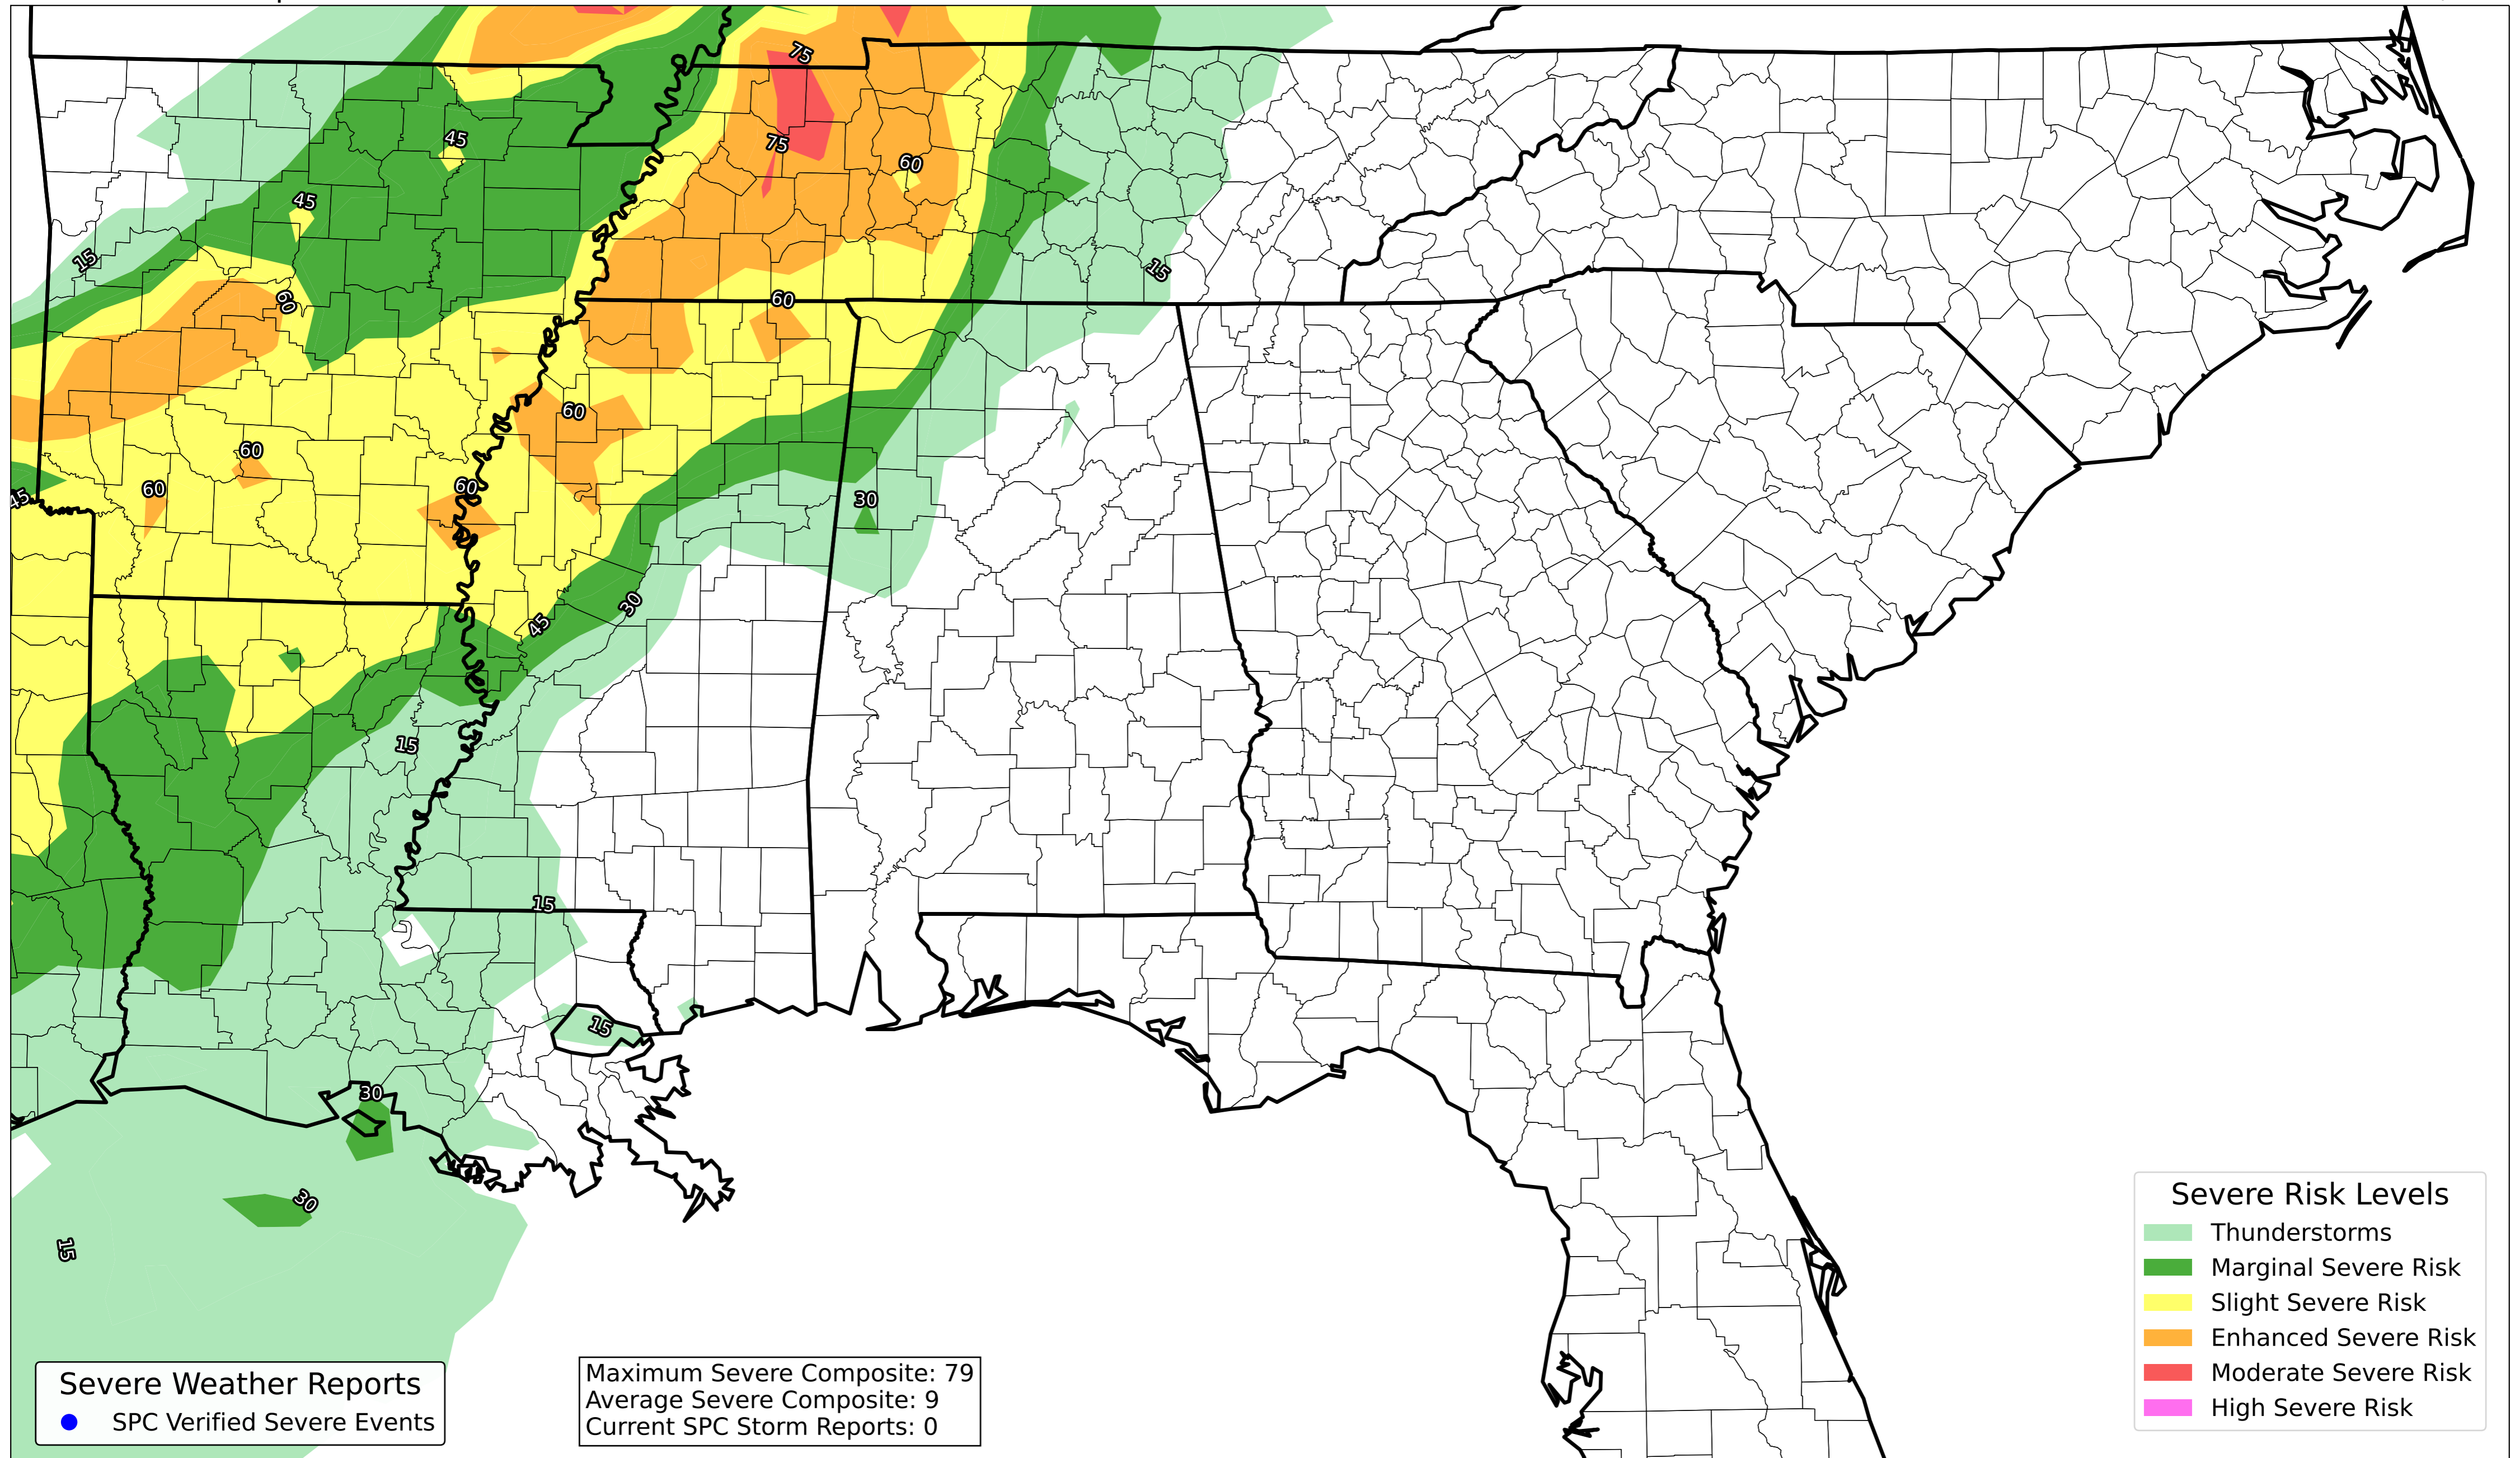 75
45
75
60
45
15
15
60
60
60
60
60
60
45
30
30
45
15
15
15
30
30
15
Severe Risk Levels
Thunderstorms
Marginal Severe Risk
Slight Severe Risk
Enhanced Severe Risk
Moderate Severe Risk
High Severe Risk
Severe Weather Reports
SPC Verified Severe Events
Maximum Severe Composite: 79
Average Severe Composite: 9
Current SPC Storm Reports: 0